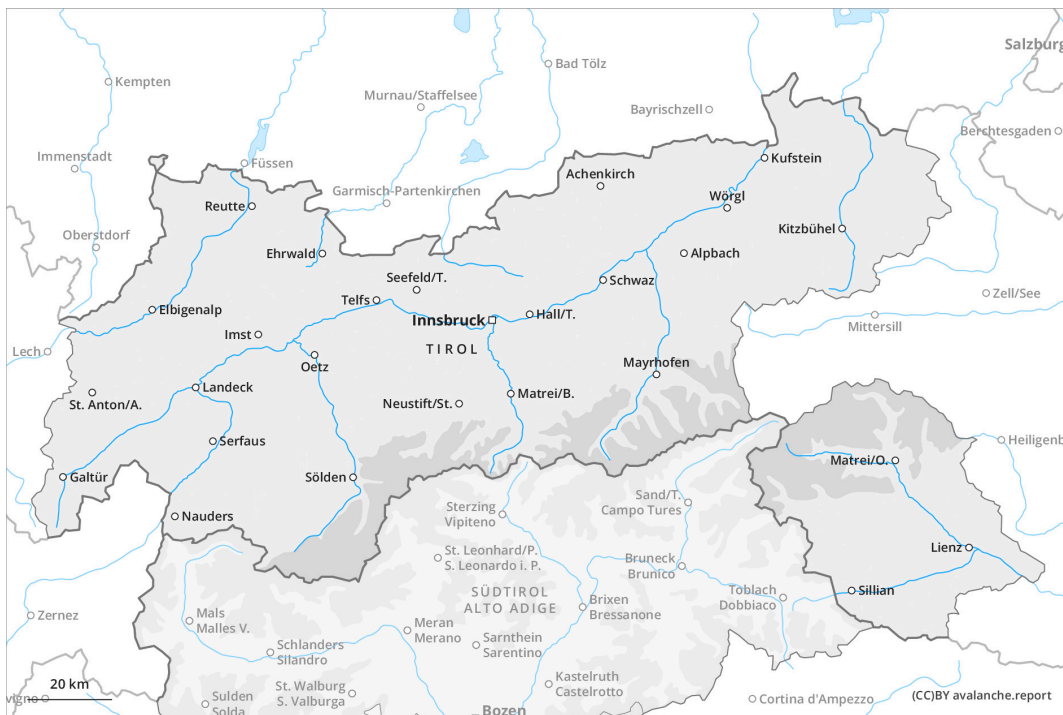 Salzburg
Kempten
Bad Tölz
Murnau/Staffelsee
Bayrischzell
Berchtesgaden
Immenstadt
Füssen
Kufstein
Achenkirch
Garmisch-Partenkirchen
Reutte
Wörgl
Kitzbühel
Oberstdorf
Ehrwald
Alpbach
Seefeld/T.
Schwaz
Zell/See
Telfs
Elbigenalp
Innsbruck
Hall/T.
Mittersill
Imst
TIROL
Lech
Oetz
Mayrhofen
Landeck
St. Anton/A.
Neustift/St.
Matrei/B.
Serfaus
Heiligenb
Matrei/O.
Galtür
Sölden
Sand/T.
Campo Tures
Sterzing
Vipiteno
Nauders
St. Leonhard/P.
S. Leonardo i. P.
Lienz
Bruneck
Brunico
SÜDTIROL
ALTO ADIGE
Sillian
Toblach
Dobbiaco
Brixen
Bressanone
Zernez
Mals
Malles V.
Meran
Merano
Sarnthein
Sarentino
Schlanders
Silandro
20 km
Kastelruth
Castelrotto
St. Walburg
S. Valburga
vigno
Sulden
Solda
Cortina d'Ampezzo
(CC)BY avalanche.report
Bozen